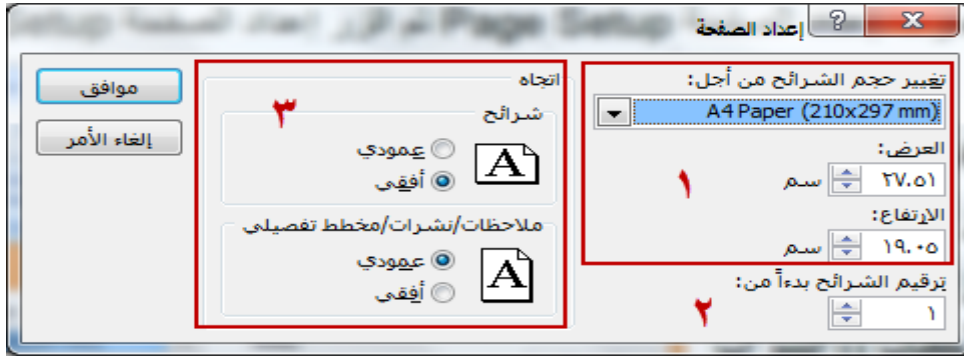 إعداد الصفحة
تغيير حجم الشرائح من أجل:
A4 Paper (210x297 mm)
العرض:
٢٧.٥١ سم
الارتفاع:
١٩.٠٥ سم
١
ترقيم الشرائح بدءاً من:
١
٢
اتجاه
٣
شرائح
عمودي
أفقي
A
ملاحظات/نشرات/مخطط تفصيلي
عمودي
أفقي
A
موافق
إلغاء الأمر